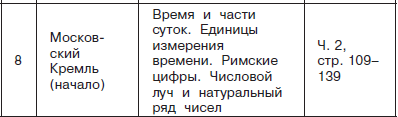 8
Москов-
ский
Кремль
(начало)
Время и части
суток. Единицы
измерения
времени. Римские
цифры. Числовой
луч и натуральный
ряд чисел
Ч. 2,
стр. 109–
139